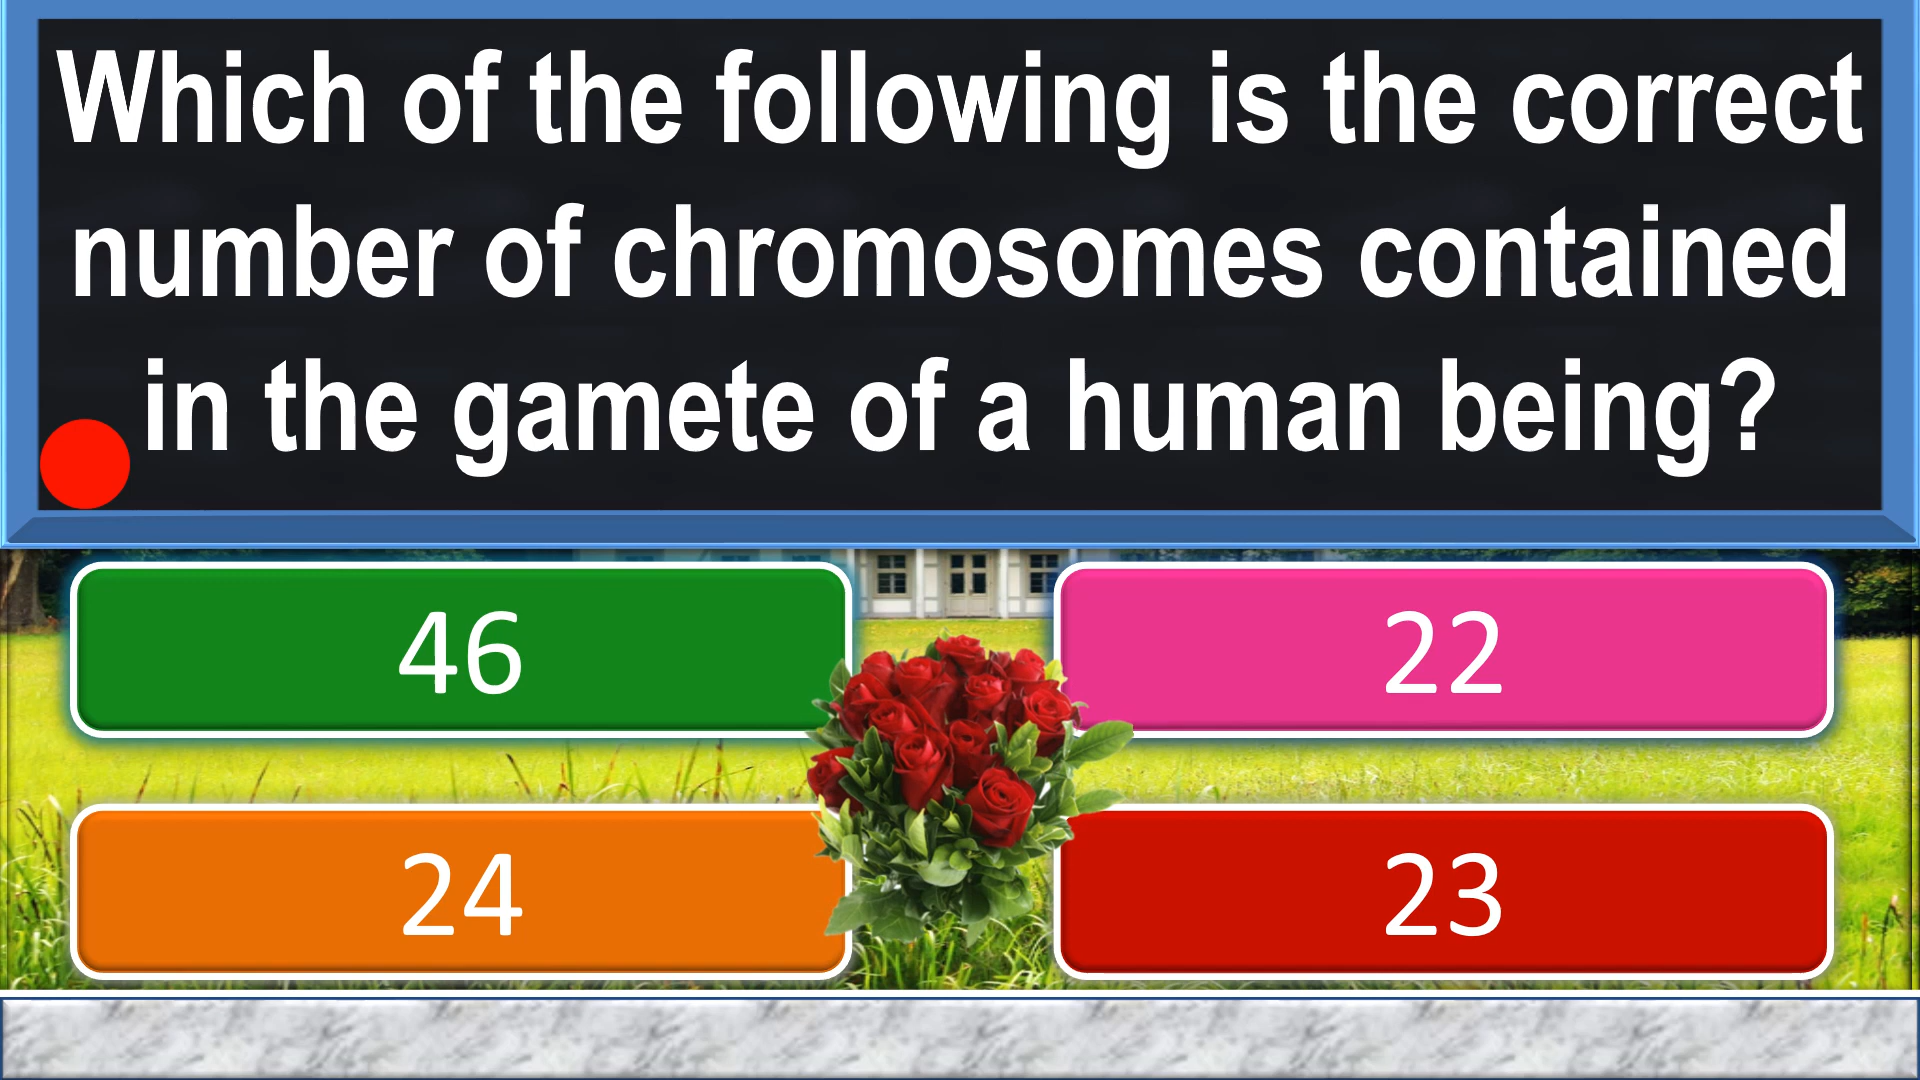 Which of the following is the correct
number of chromosomes contained
in the gamete of a human being?
46
22
24
23